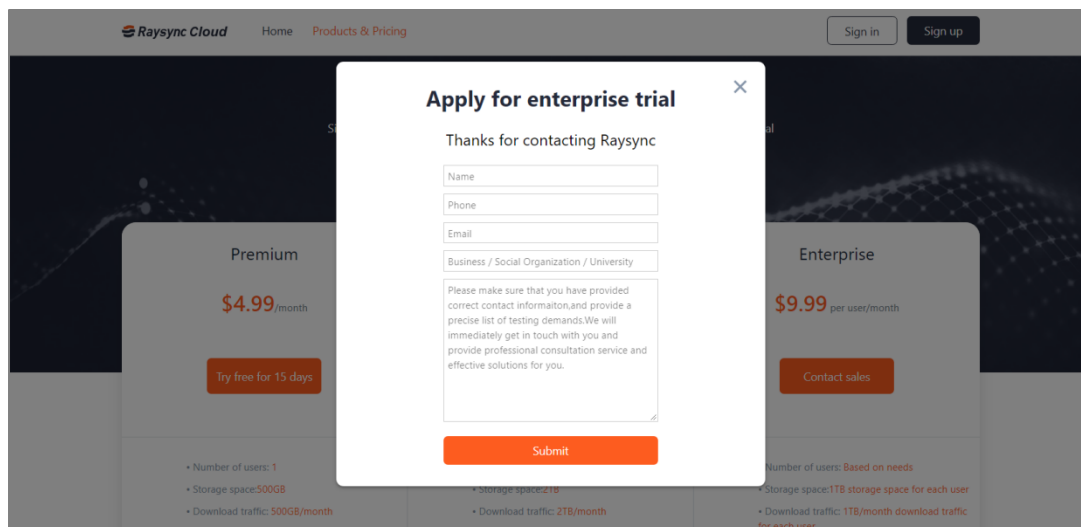 Raysync Cloud Home Products & Pricing Sign in Sign up
Apply for enterprise trial
Si
al
Thanks for contacting Raysync
Name
Phone
Email
Business / Social Organization / University
Please make sure that you have provided
correct contact informaiton,and provide a
precise list of testing demands.We will
immediately get in touch with you and
provide professional consultation service and
effective solutions for you.
Submit
Premium
$4.99/month
Try free for 15 days
• Number of users: 1
• Storage space:500GB
• Download traffic: 500GB/month
• Storage space:2TB
• Download traffic: 2TB/month
Enterprise
$9.99 per user/month
Contact sales
Number of users: Based on needs
• Storage space:1TB storage space for each user
• Download traffic: 1TB/month download traffic
for each user